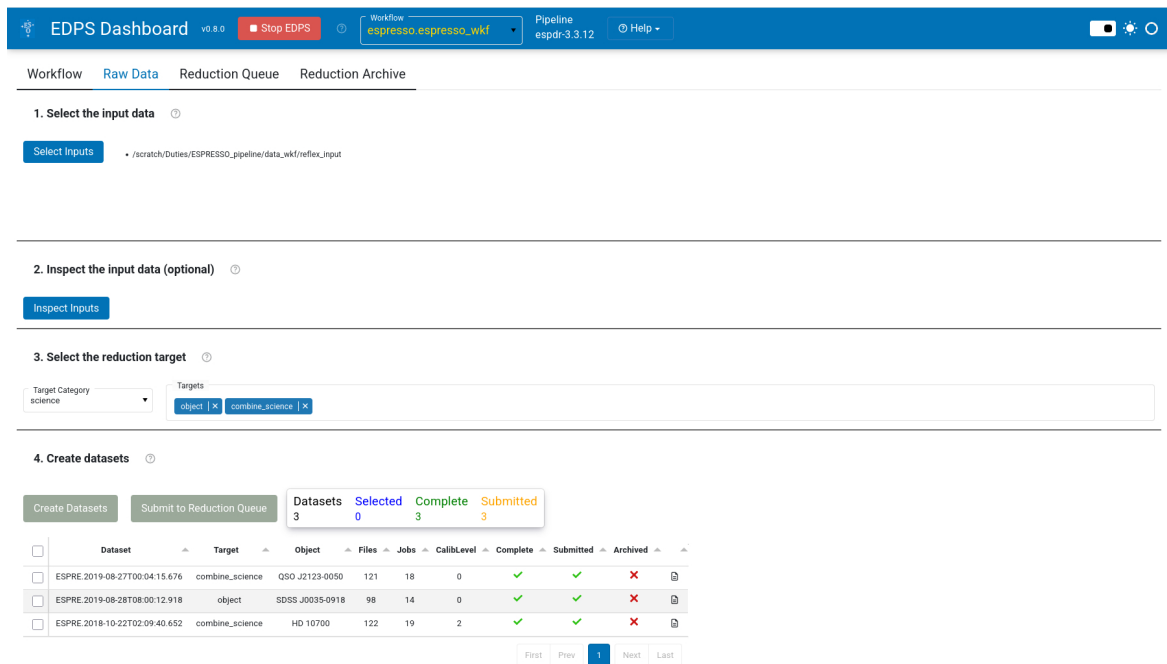 EDPS Dashboard v0.8.0 Stop EDPS Workflow espresso.espresso_wkf Pipeline espdr-3.3.12 Help
Workflow Raw Data Reduction Queue Reduction Archive
1. Select the input data
Select Inputs • /scratch/Duties/ESPRESSO_pipeline/data_wkf/reflex_input
2. Inspect the input data (optional)
Inspect Inputs
3. Select the reduction target
Target Category Targets
science object × combine_science ×
4. Create datasets
Create Datasets Submit to Reduction Queue
Datasets Selected Complete Submitted
3 0 3 3
Dataset Target Object Files Jobs CalibLevel Complete Submitted Archived
ESPRE.2019-08-27T00:04:15.676 combine_science QSO J2123-0050 121 18 0
ESPRE.2019-08-28T08:00:12.918 object SDSS J0035-0918 98 14 0
ESPRE.2018-10-22T02:09:40.652 combine_science HD 10700 122 19 2
First Prev 1 Next Last